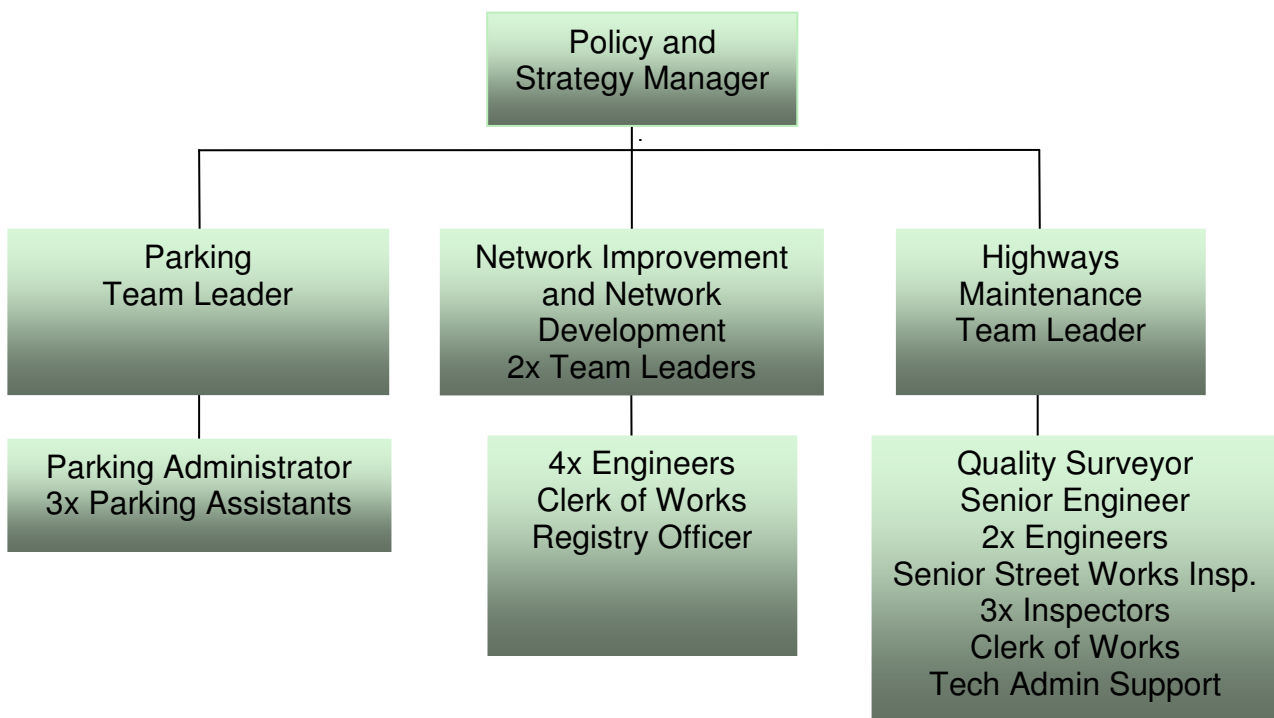 Policy and
Strategy Manager
Parking
Team Leader
Network Improvement
and Network
Development
2x Team Leaders
Highways
Maintenance
Team Leader
Parking Administrator
3x Parking Assistants
4x Engineers
Clerk of Works
Registry Officer
Quality Surveyor
Senior Engineer
2x Engineers
Senior Street Works Insp.
3x Inspectors
Clerk of Works
Tech Admin Support